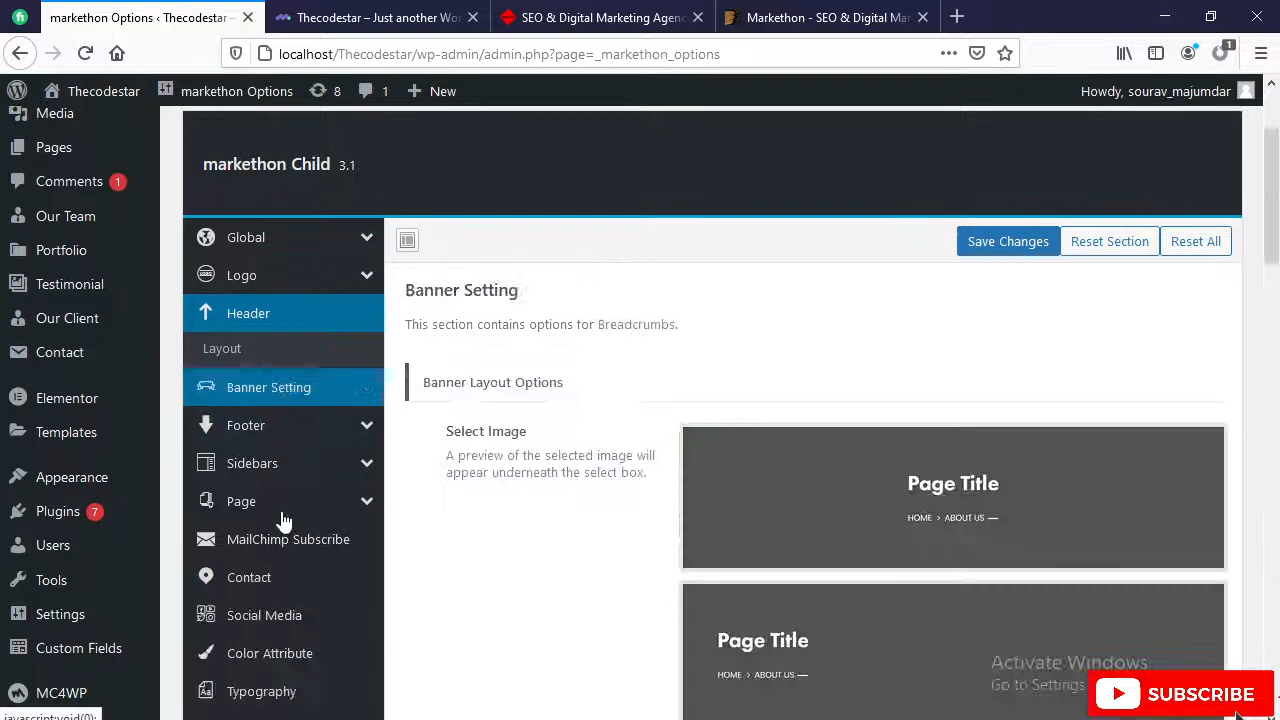 markethon Options ‹ Thecodestar -
Thecodestar – Just another Wo
SEO & Digital Marketing Agenc
Markethon - SEO & Digital Ma
localhost/Thecodestar/wp-admin/admin.php?page=_markethon_options
1
Thecodestar
markethon Options
8
1
New
Howdy, sourav_majumdar
Media
Pages
Comments 1
Our Team
Portfolio
Testimonial
Our Client
Contact
Elementor
Templates
Appearance
Plugins 7
Users
Tools
Settings
Custom Fields
MC4WP
javascript:void(0);
markethon Child 3.1
Global
Logo
Header
Layout
Banner Setting
Footer
Sidebars
Page
MailChimp Subscribe
Contact
Social Media
Color Attribute
Typography
Save Changes
Reset Section
Reset All
Banner Setting
This section contains options for Breadcrumbs.
Banner Layout Options
Select Image
A preview of the selected image will
appear underneath the select box.
Page Title
HOME > ABOUT US —
Page Title
HOME > ABOUT US —
Activate Windows
Go to Settings
SUBSCRIBE